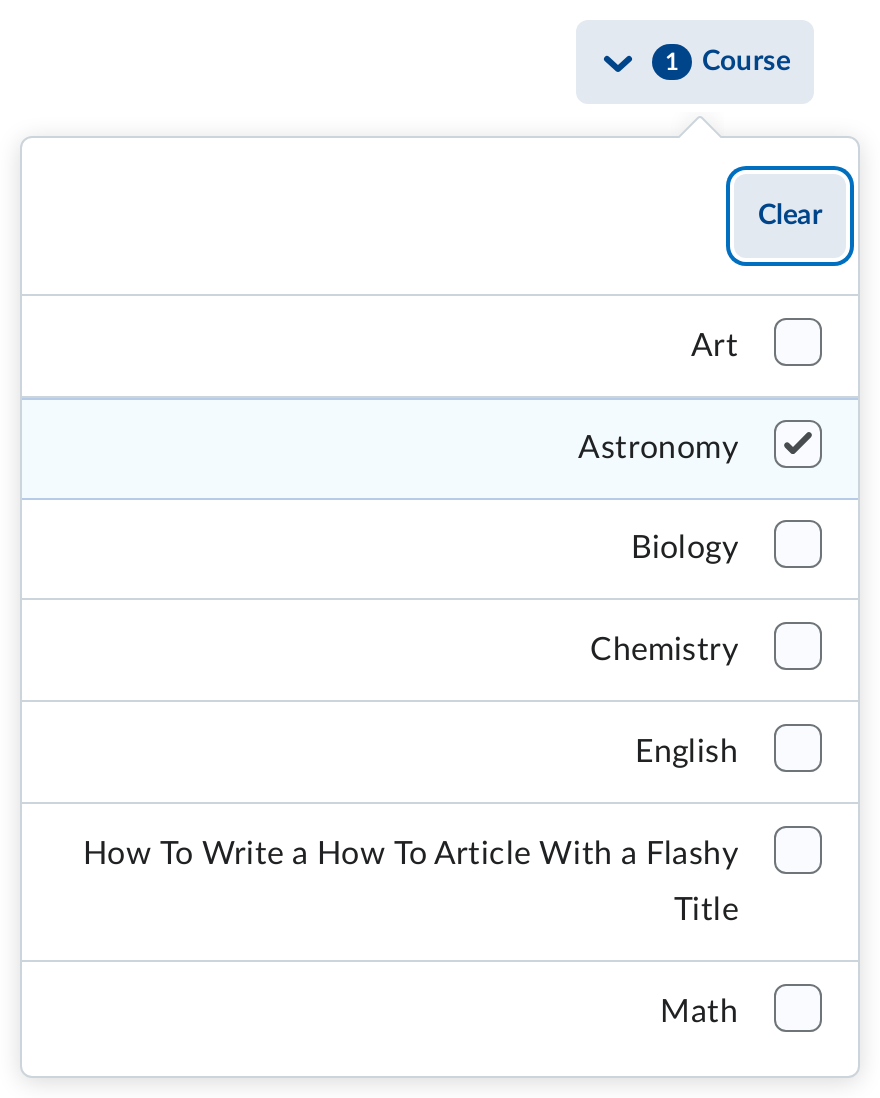 1 Course
Clear
Art
Astronomy
Biology
Chemistry
English
How To Write a How To Article With a Flashy
Title
Math